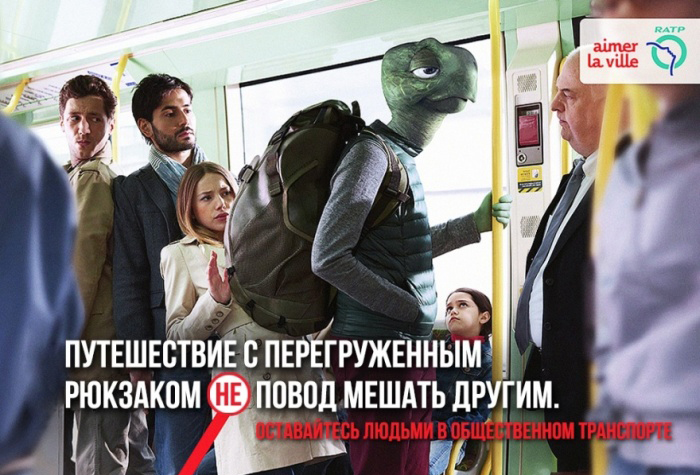 RATP
aimer
la ville
ПУТЕШЕСТВИЕ С ПЕРЕГРУЖЕННЫМ
РЮКЗАКОМ НЕ ПОВОД МЕШАТЬ ДРУГИМ.
ОСТАВАЙТЕСЬ ЛЮДЬМИ В ОБЩЕСТВЕННОМ ТРАНСПОРТЕ